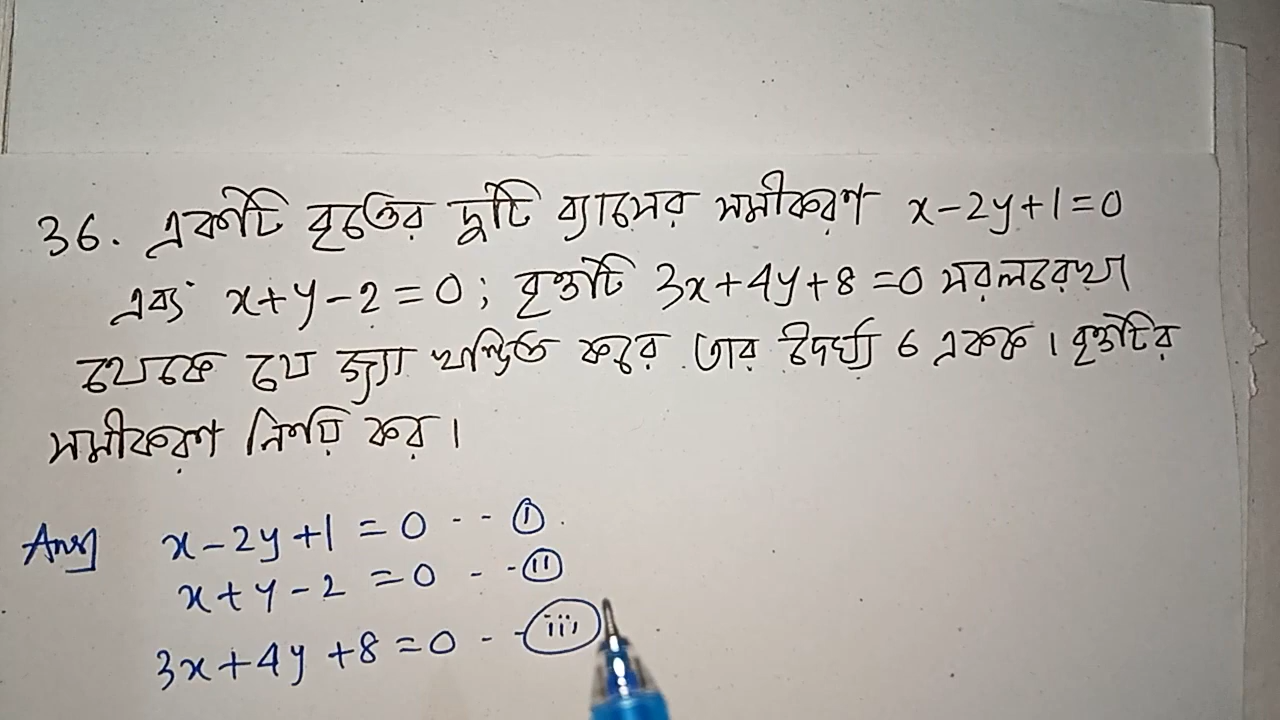 36. একটি বৃত্তের দুটি ব্যাসের সমীকরণ x-2y+1=0
এবং x+y-2=0; বৃত্তটি 3x+4y+8=0 সরলরেখা
থেকে যে জ্যা খণ্ডিত করে তার দৈর্ঘ্য 6 একক। বৃত্তটির
সমীকরণ নির্ণয় কর।
Ans] x-2y+1=0 -- (i)
x+y-2=0 -- (ii)
3x+4y+8=0 -- (iii)